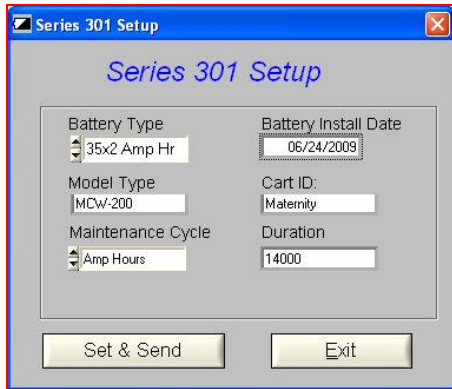 Series 301 Setup
Series 301 Setup
Battery Type
35x2 Amp Hr
Battery Install Date
06/24/2009
Model Type
MCW-200
Cart ID:
Maternity
Maintenance Cycle
Amp Hours
Duration
14000
Set & Send
Exit